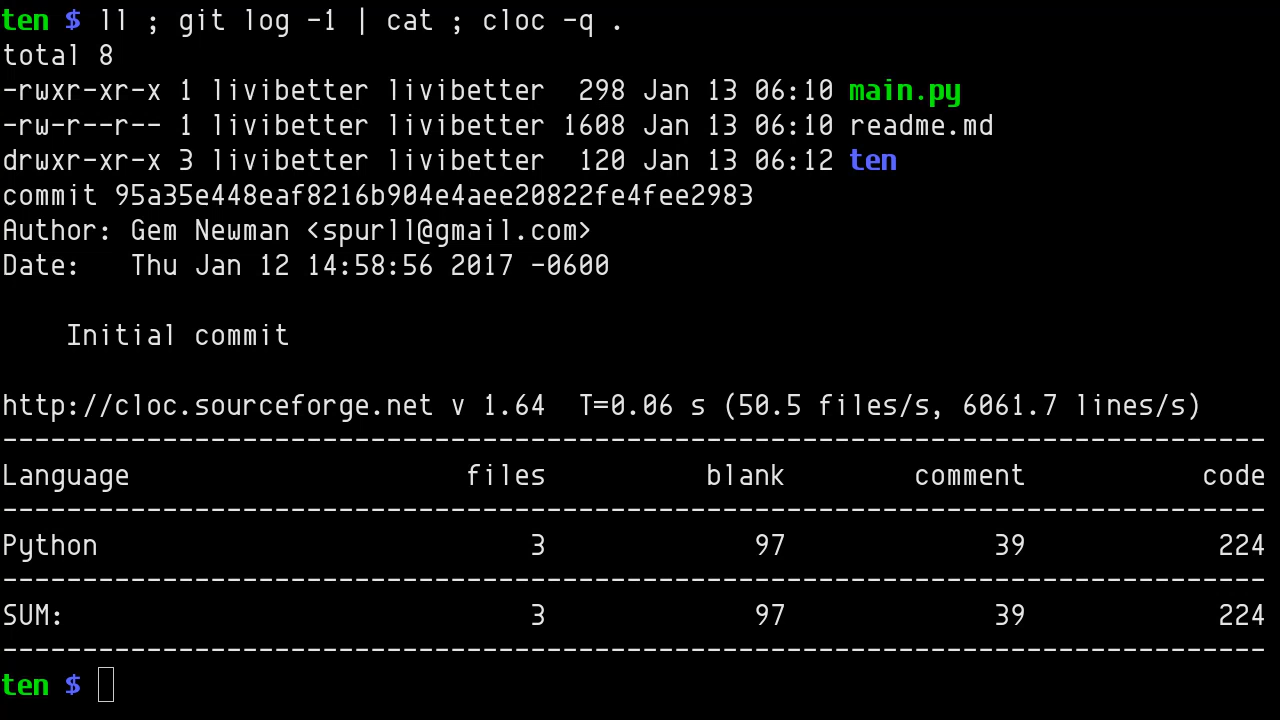 ten $ ll ; git log -1 | cat ; cloc -q .
total 8
-rwxr-xr-x 1 livibetter livibetter  298 Jan 13 06:10 main.py
-rw-r--r-- 1 livibetter livibetter 1608 Jan 13 06:10 readme.md
drwxr-xr-x 3 livibetter livibetter  120 Jan 13 06:12 ten
commit 95a35e448eaf8216b904e4aee20822fe4fee2983
Author: Gem Newman <spurll@gmail.com>
Date:   Thu Jan 12 14:58:56 2017 -0600
    Initial commit
http://cloc.sourceforge.net v 1.64  T=0.06 s (50.5 files/s, 6061.7 lines/s)
-------------------------------------------------------------------------------
Language                     files          blank        comment           code
-------------------------------------------------------------------------------
Python                           3             97             39            224
-------------------------------------------------------------------------------
SUM:                             3             97             39            224
-------------------------------------------------------------------------------
ten $